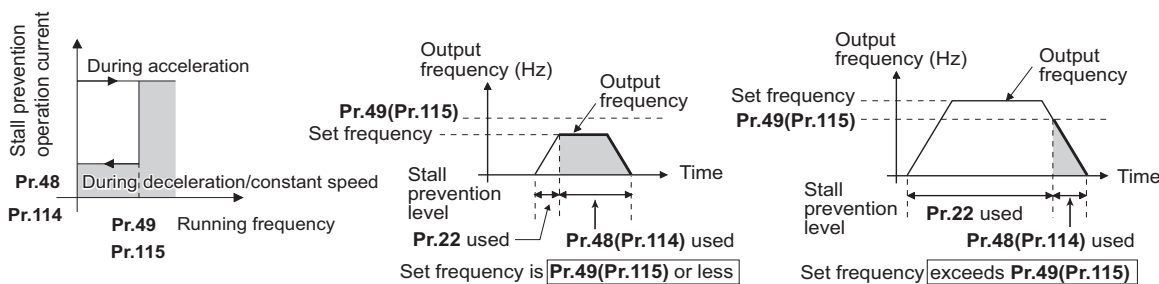 Stall prevention
operation current
During acceleration
Pr.48
During deceleration/constant speed
Pr.114
Pr.49
Running frequency
Pr.115
Output
frequency (Hz)
Output
frequency
Pr.49(Pr.115)
Set frequency
Time
Stall
prevention
level
Pr.22 used
Pr.48(Pr.114) used
Set frequency is Pr.49(Pr.115) or less
Output
frequency (Hz)
Output
frequency
Set frequency
Pr.49(Pr.115)
Time
Stall
prevention
level
Pr.22 used
Pr.48(Pr.114) used
Set frequency exceeds Pr.49(Pr.115)